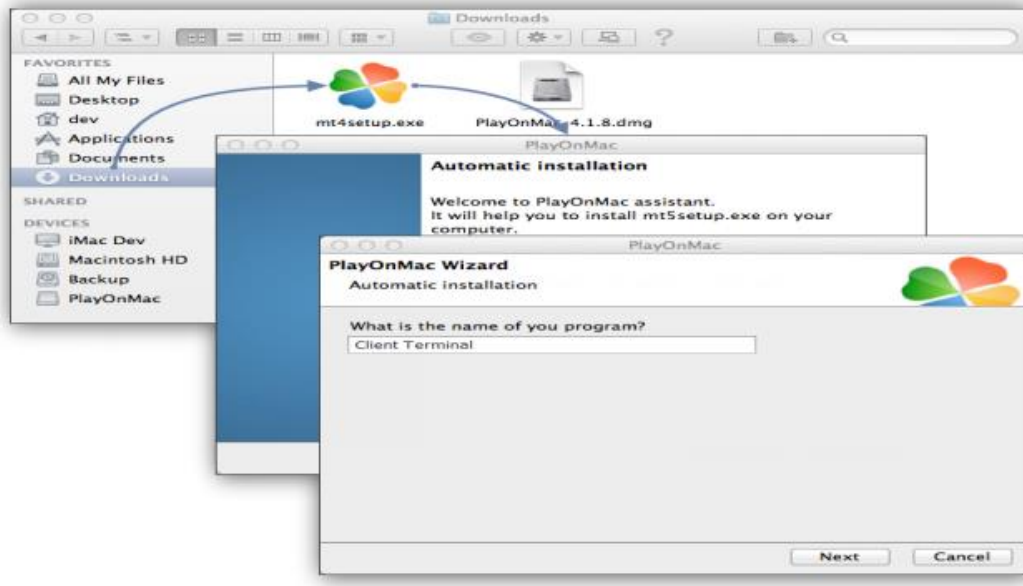 Downloads
FAVORITES
All My Files
Desktop
dev
Applications
Documents
Downloads
SHARED
DEVICES
iMac Dev
Macintosh HD
Backup
PlayOnMac
mt4setup.exe
PlayOnMac_4.1.8.dmg
PlayOnMac
Automatic installation
Welcome to PlayOnMac assistant.
It will help you to install mt5setup.exe on your
computer.
PlayOnMac
PlayOnMac Wizard
Automatic installation
What is the name of you program?
Client Terminal
Next
Cancel